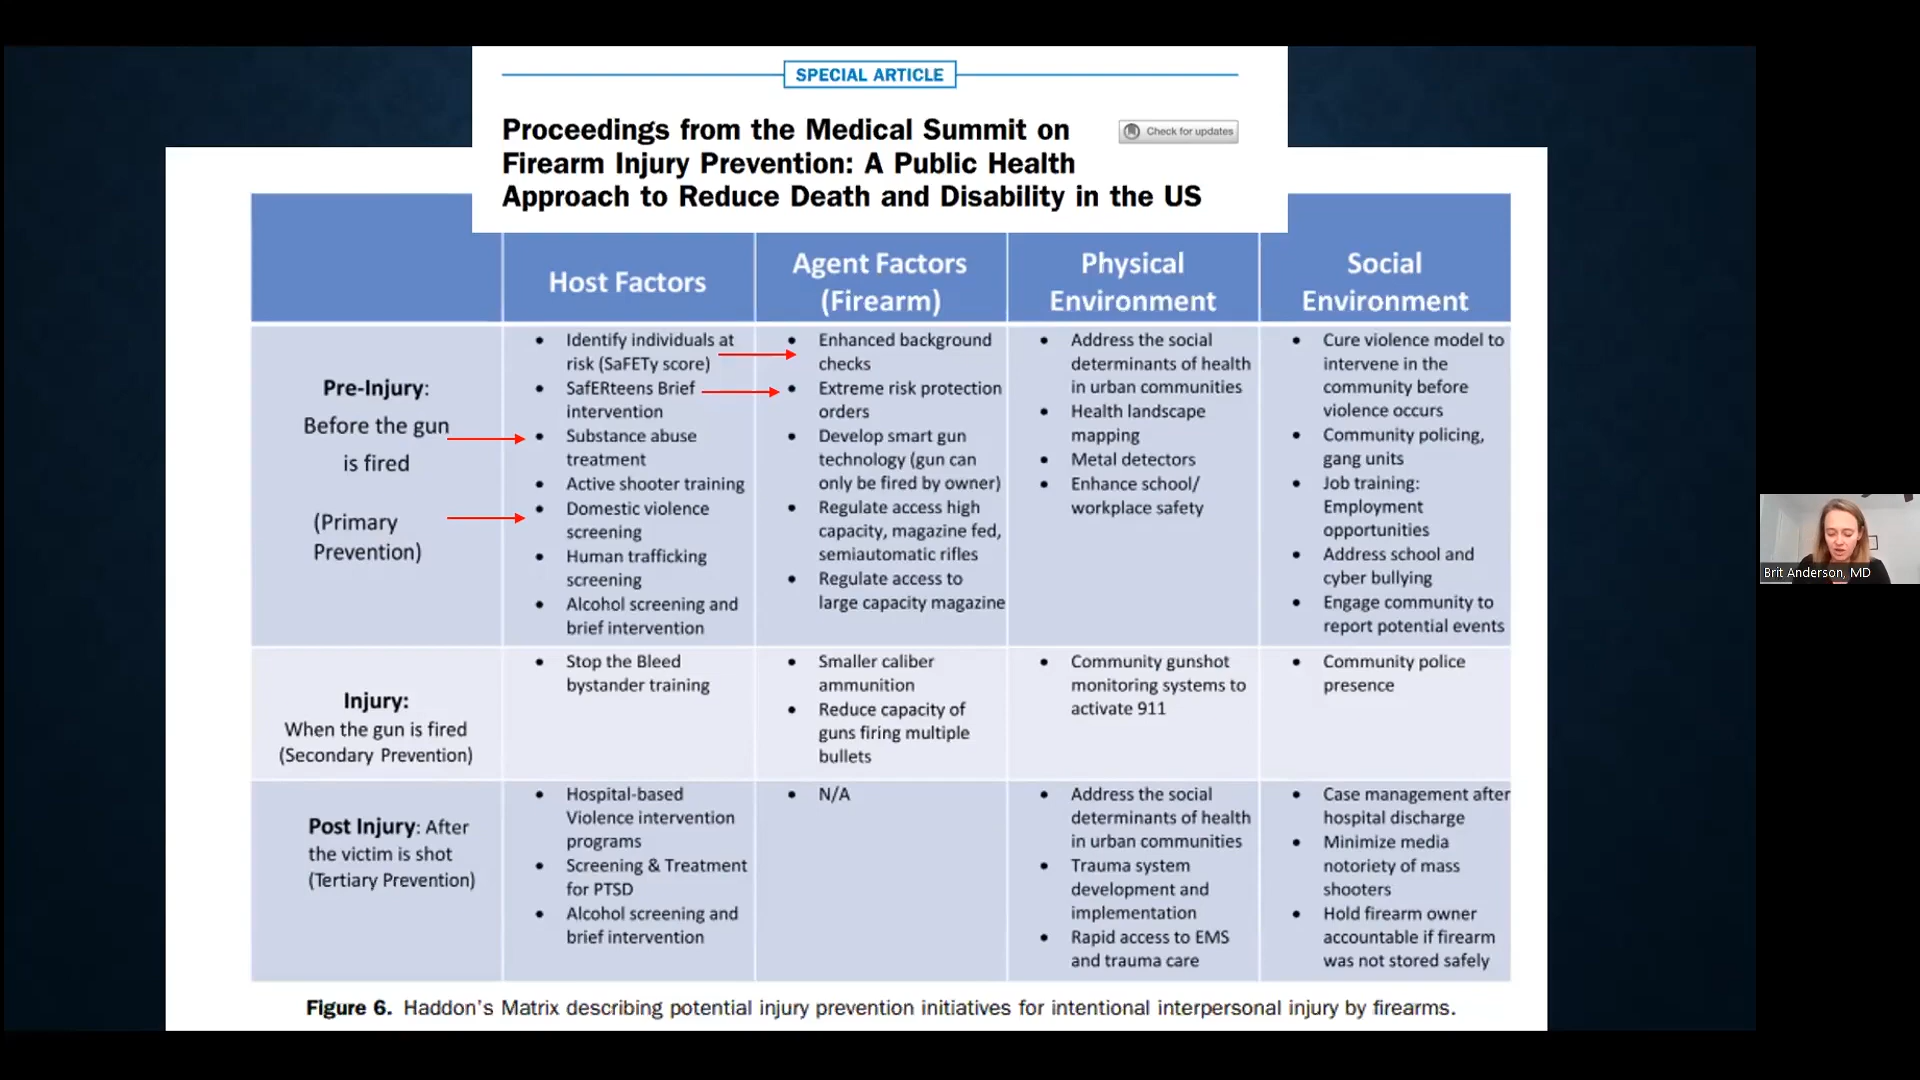 SPECIAL ARTICLE
Proceedings from the Medical Summit on
Firearm Injury Prevention: A Public Health
Approach to Reduce Death and Disability in the US
Check for updates
Host Factors
Agent Factors
(Firearm)
Physical
Environment
Social
Environment
Pre-Injury:
Before the gun
is fired
(Primary
Prevention)
• Identify individuals at
risk (SaFETy score)
• SafERteens Brief
intervention
• Substance abuse
treatment
• Active shooter training
• Domestic violence
screening
• Human trafficking
screening
• Alcohol screening and
brief intervention
• Enhanced background
checks
• Extreme risk protection
orders
• Develop smart gun
technology (gun can
only be fired by owner)
• Regulate access high
capacity, magazine fed,
semiautomatic rifles
• Regulate access to
large capacity magazine
• Address the social
determinants of health
in urban communities
• Health landscape
mapping
• Metal detectors
• Enhance school/
workplace safety
• Cure violence model to
intervene in the
community before
violence occurs
• Community policing,
gang units
• Job training:
Employment
opportunities
• Address school and
cyber bullying
• Engage community to
report potential events
Injury:
When the gun is fired
(Secondary Prevention)
• Stop the Bleed
bystander training
• Smaller caliber
ammunition
• Reduce capacity of
guns firing multiple
bullets
• Community gunshot
monitoring systems to
activate 911
• Community police
presence
Post Injury: After
the victim is shot
(Tertiary Prevention)
• Hospital-based
Violence intervention
programs
• Screening & Treatment
for PTSD
• Alcohol screening and
brief intervention
• N/A
• Address the social
determinants of health
in urban communities
• Trauma system
development and
implementation
• Rapid access to EMS
and trauma care
• Case management after
hospital discharge
• Minimize media
notoriety of mass
shooters
• Hold firearm owner
accountable if firearm
was not stored safely
Figure 6. Haddon's Matrix describing potential injury prevention initiatives for intentional interpersonal injury by firearms.
Brit Anderson, MD